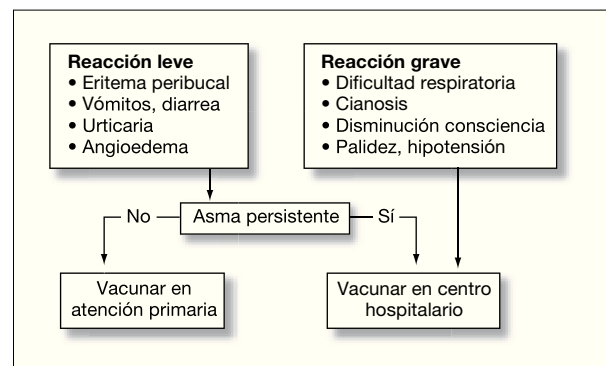 Reacción leve
• Eritema peribucal
• Vómitos, diarrea
• Urticaria
• Angioedema
Reacción grave
• Dificultad respiratoria
• Cianosis
• Disminución consciencia
• Palidez, hipotensión
No
Asma persistente
Sí
Vacunar en
atención primaria
Vacunar en centro
hospitalario